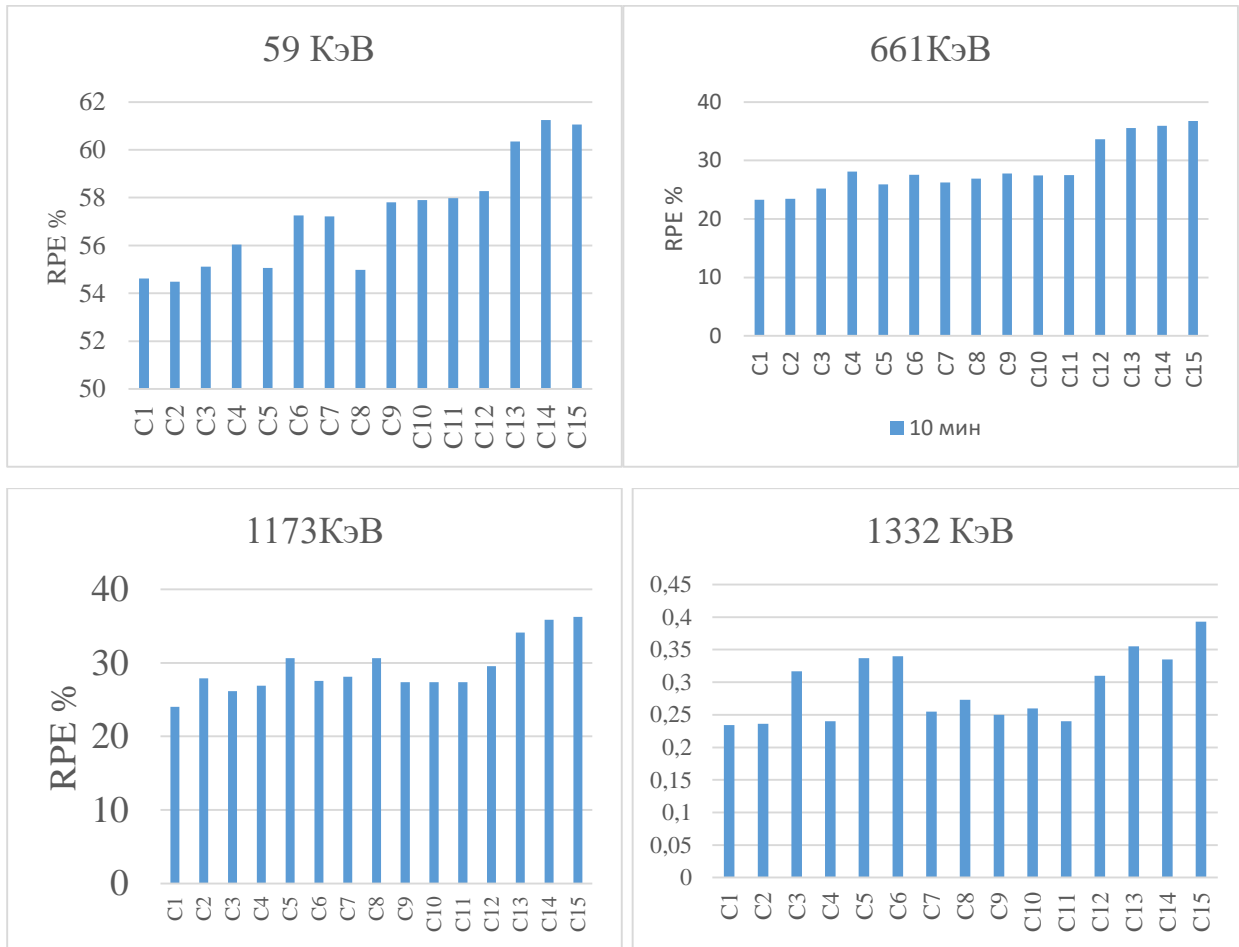 59 КэВ
RPE %
62
60
58
56
54
52
50
C1 C2 C3 C4 C5 C6 C7 C8 C9 C10 C11 C12 C13 C14 C15
661КэВ
RPE %
40
30
20
10
0
C1 C2 C3 C4 C5 C6 C7 C8 C9 C10 C11 C12 C13 C14 C15
10 мин
1173КэВ
RPE %
40
30
20
10
0
C1 C2 C3 C4 C5 C6 C7 C8 C9 C10 C11 C12 C13 C14 C15
1332 КэВ
0,45
0,4
0,35
0,3
0,25
0,2
0,15
0,1
0,05
0
C1 C2 C3 C4 C5 C6 C7 C8 C9 C10 C11 C12 C13 C14 C15